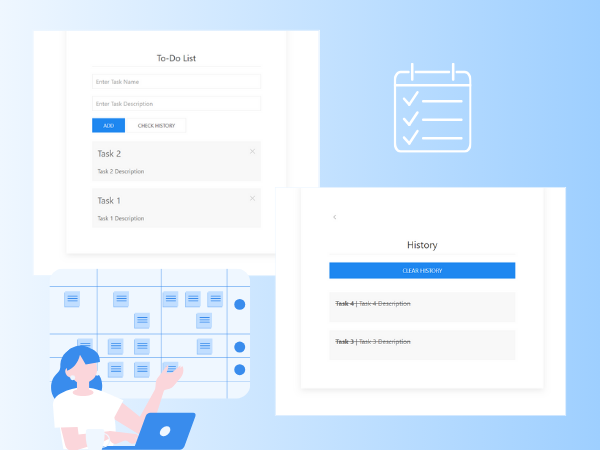 To-Do List
Enter Task Name
Enter Task Description
ADD
CHECK HISTORY
Task 2
Task 2 Description
Task 1
Task 1 Description
History
CLEAR HISTORY
Task 4 | Task 4 Description
Task 3 | Task 3 Description